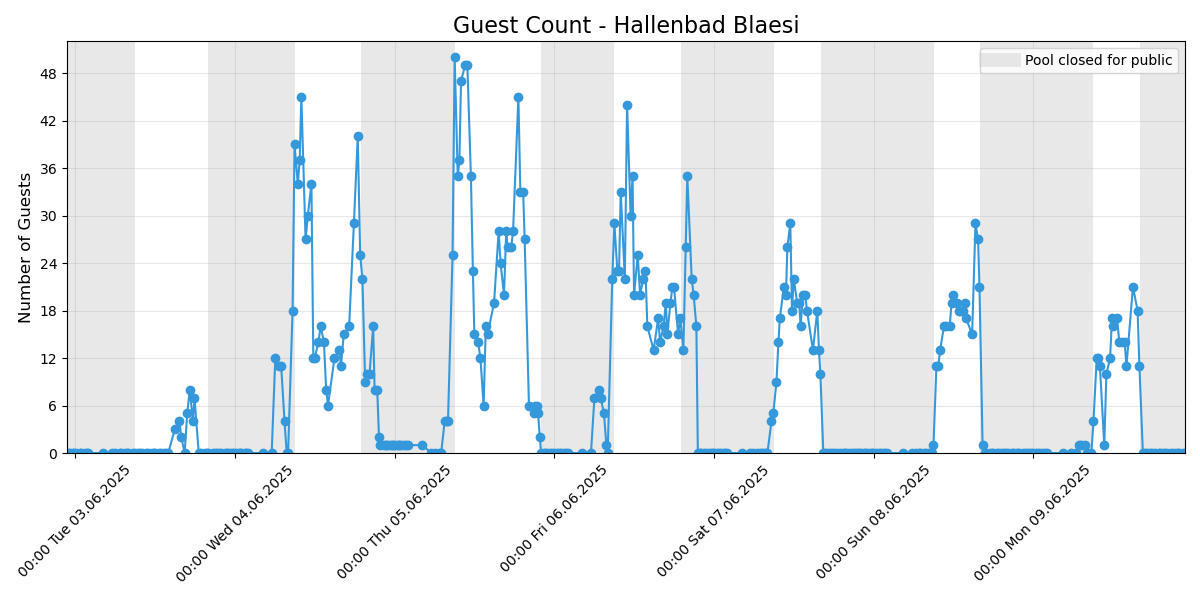 Guest Count - Hallenbad Blaesi
Pool closed for public
Number of Guests
48
42
36
30
24
18
12
6
0
00:00 Tue 03.06.2025
00:00 Wed 04.06.2025
00:00 Thu 05.06.2025
00:00 Fri 06.06.2025
00:00 Sat 07.06.2025
00:00 Sun 08.06.2025
00:00 Mon 09.06.2025